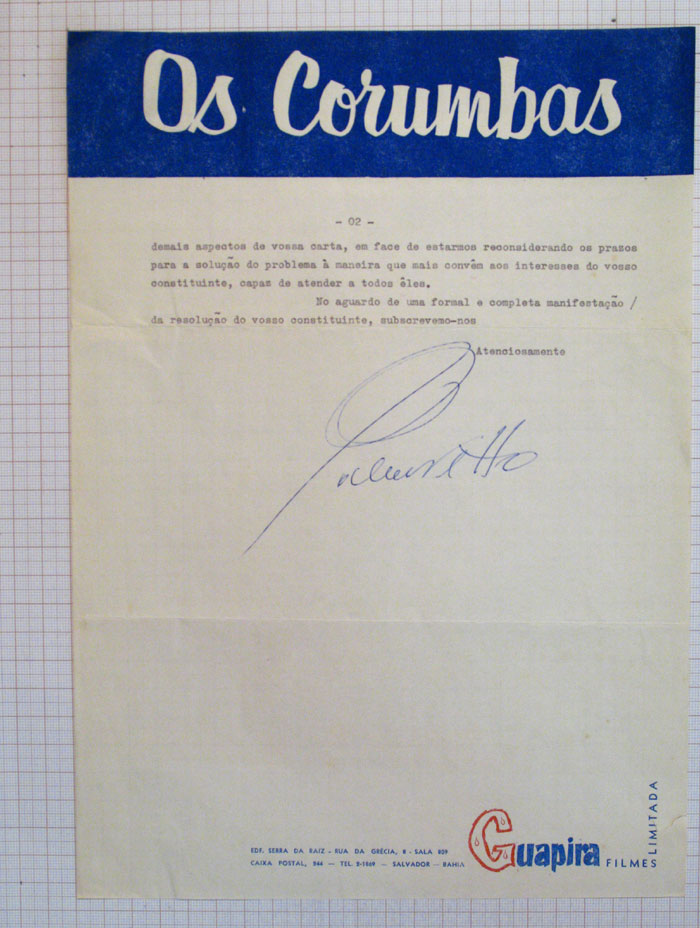 Os Corumbas
- 02 -
demais aspectos de vossa carta, em face de estarmos reconsiderando os prazos
para a solução do problema à maneira que mais convêm aos interesses do vosso
constituinte, capas de atender a todos êles.
No aguardo de uma formal e completa manifestação /
da resolução do vosso constituinte, subscrevemo-nos
Atenciosamente
EDF. SERRA DA RAIZ - RUA DA GRÉCIA, 8 - SALA 809
CAIXA POSTAL, 944 — TEL. 2-1869 — SALVADOR — BAHIA
Guapira FILMES LIMITADA